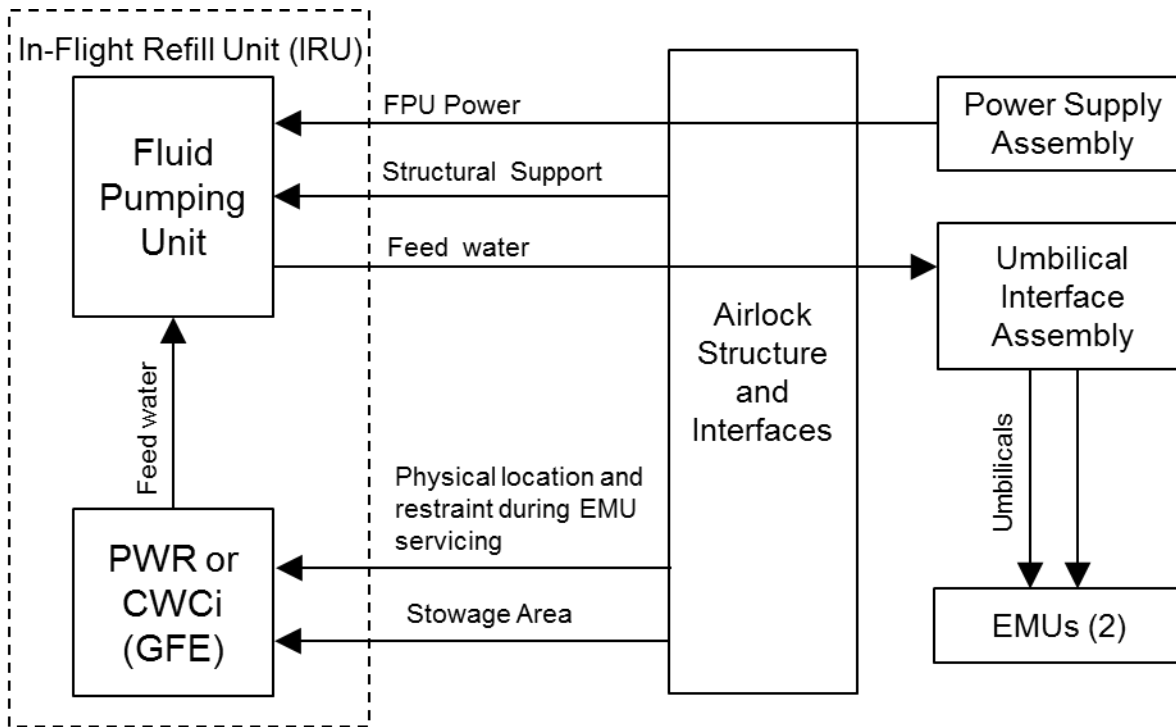 In-Flight Refill Unit (IRU)
Fluid
Pumping
Unit
FPU Power
Structural Support
Feed water
Power Supply
Assembly
Umbilical
Interface
Assembly
Airlock
Structure
and
Interfaces
Feed water
Umbilicals
Physical location and
restraint during EMU
servicing
PWR or
CWCi
(GFE)
Stowage Area
EMUs (2)